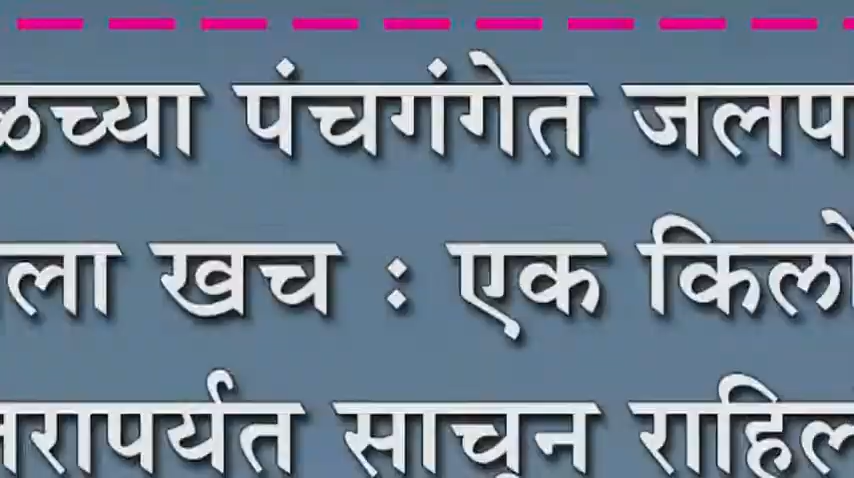 ळच्या पंचगंगेत जलप
ला खच : एक किलो
तरापर्यंत साचून राहिल